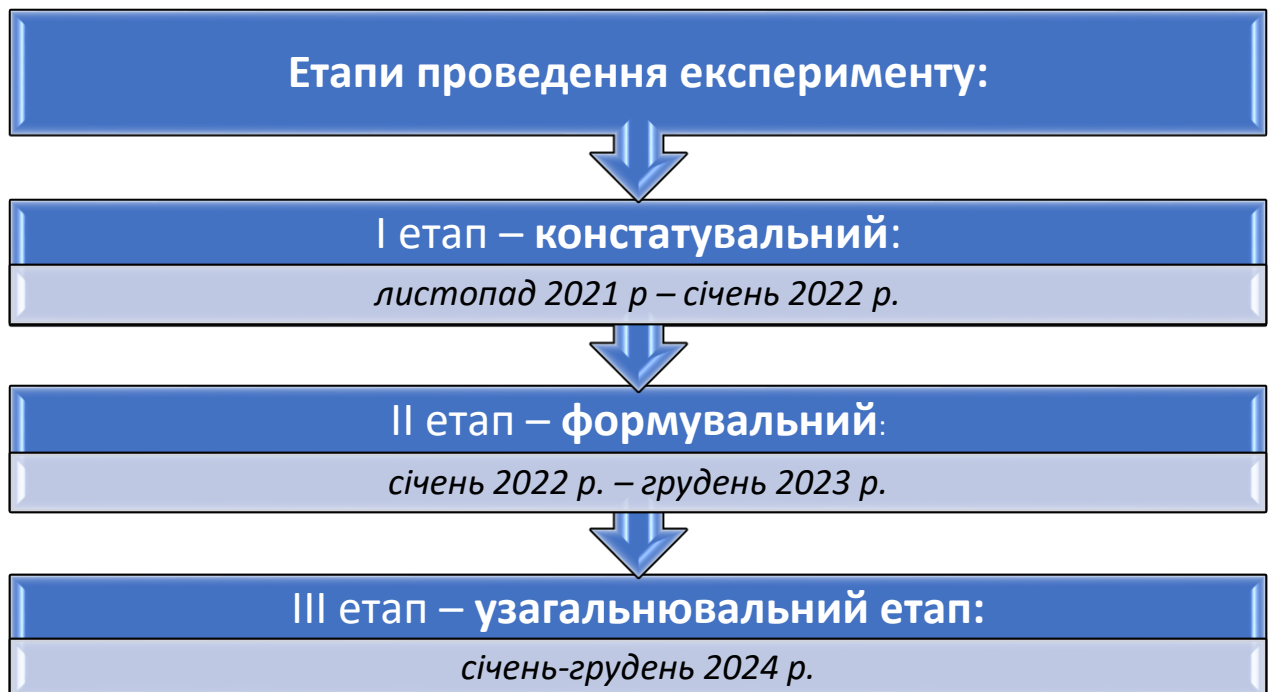 Етапи проведення експерименту:
І етап – констатувальний:
листопад 2021 р – січень 2022 р.
ІІ етап – формувальний:
січень 2022 р. – грудень 2023 р.
ІІІ етап – узагальнювальний етап:
січень-грудень 2024 р.